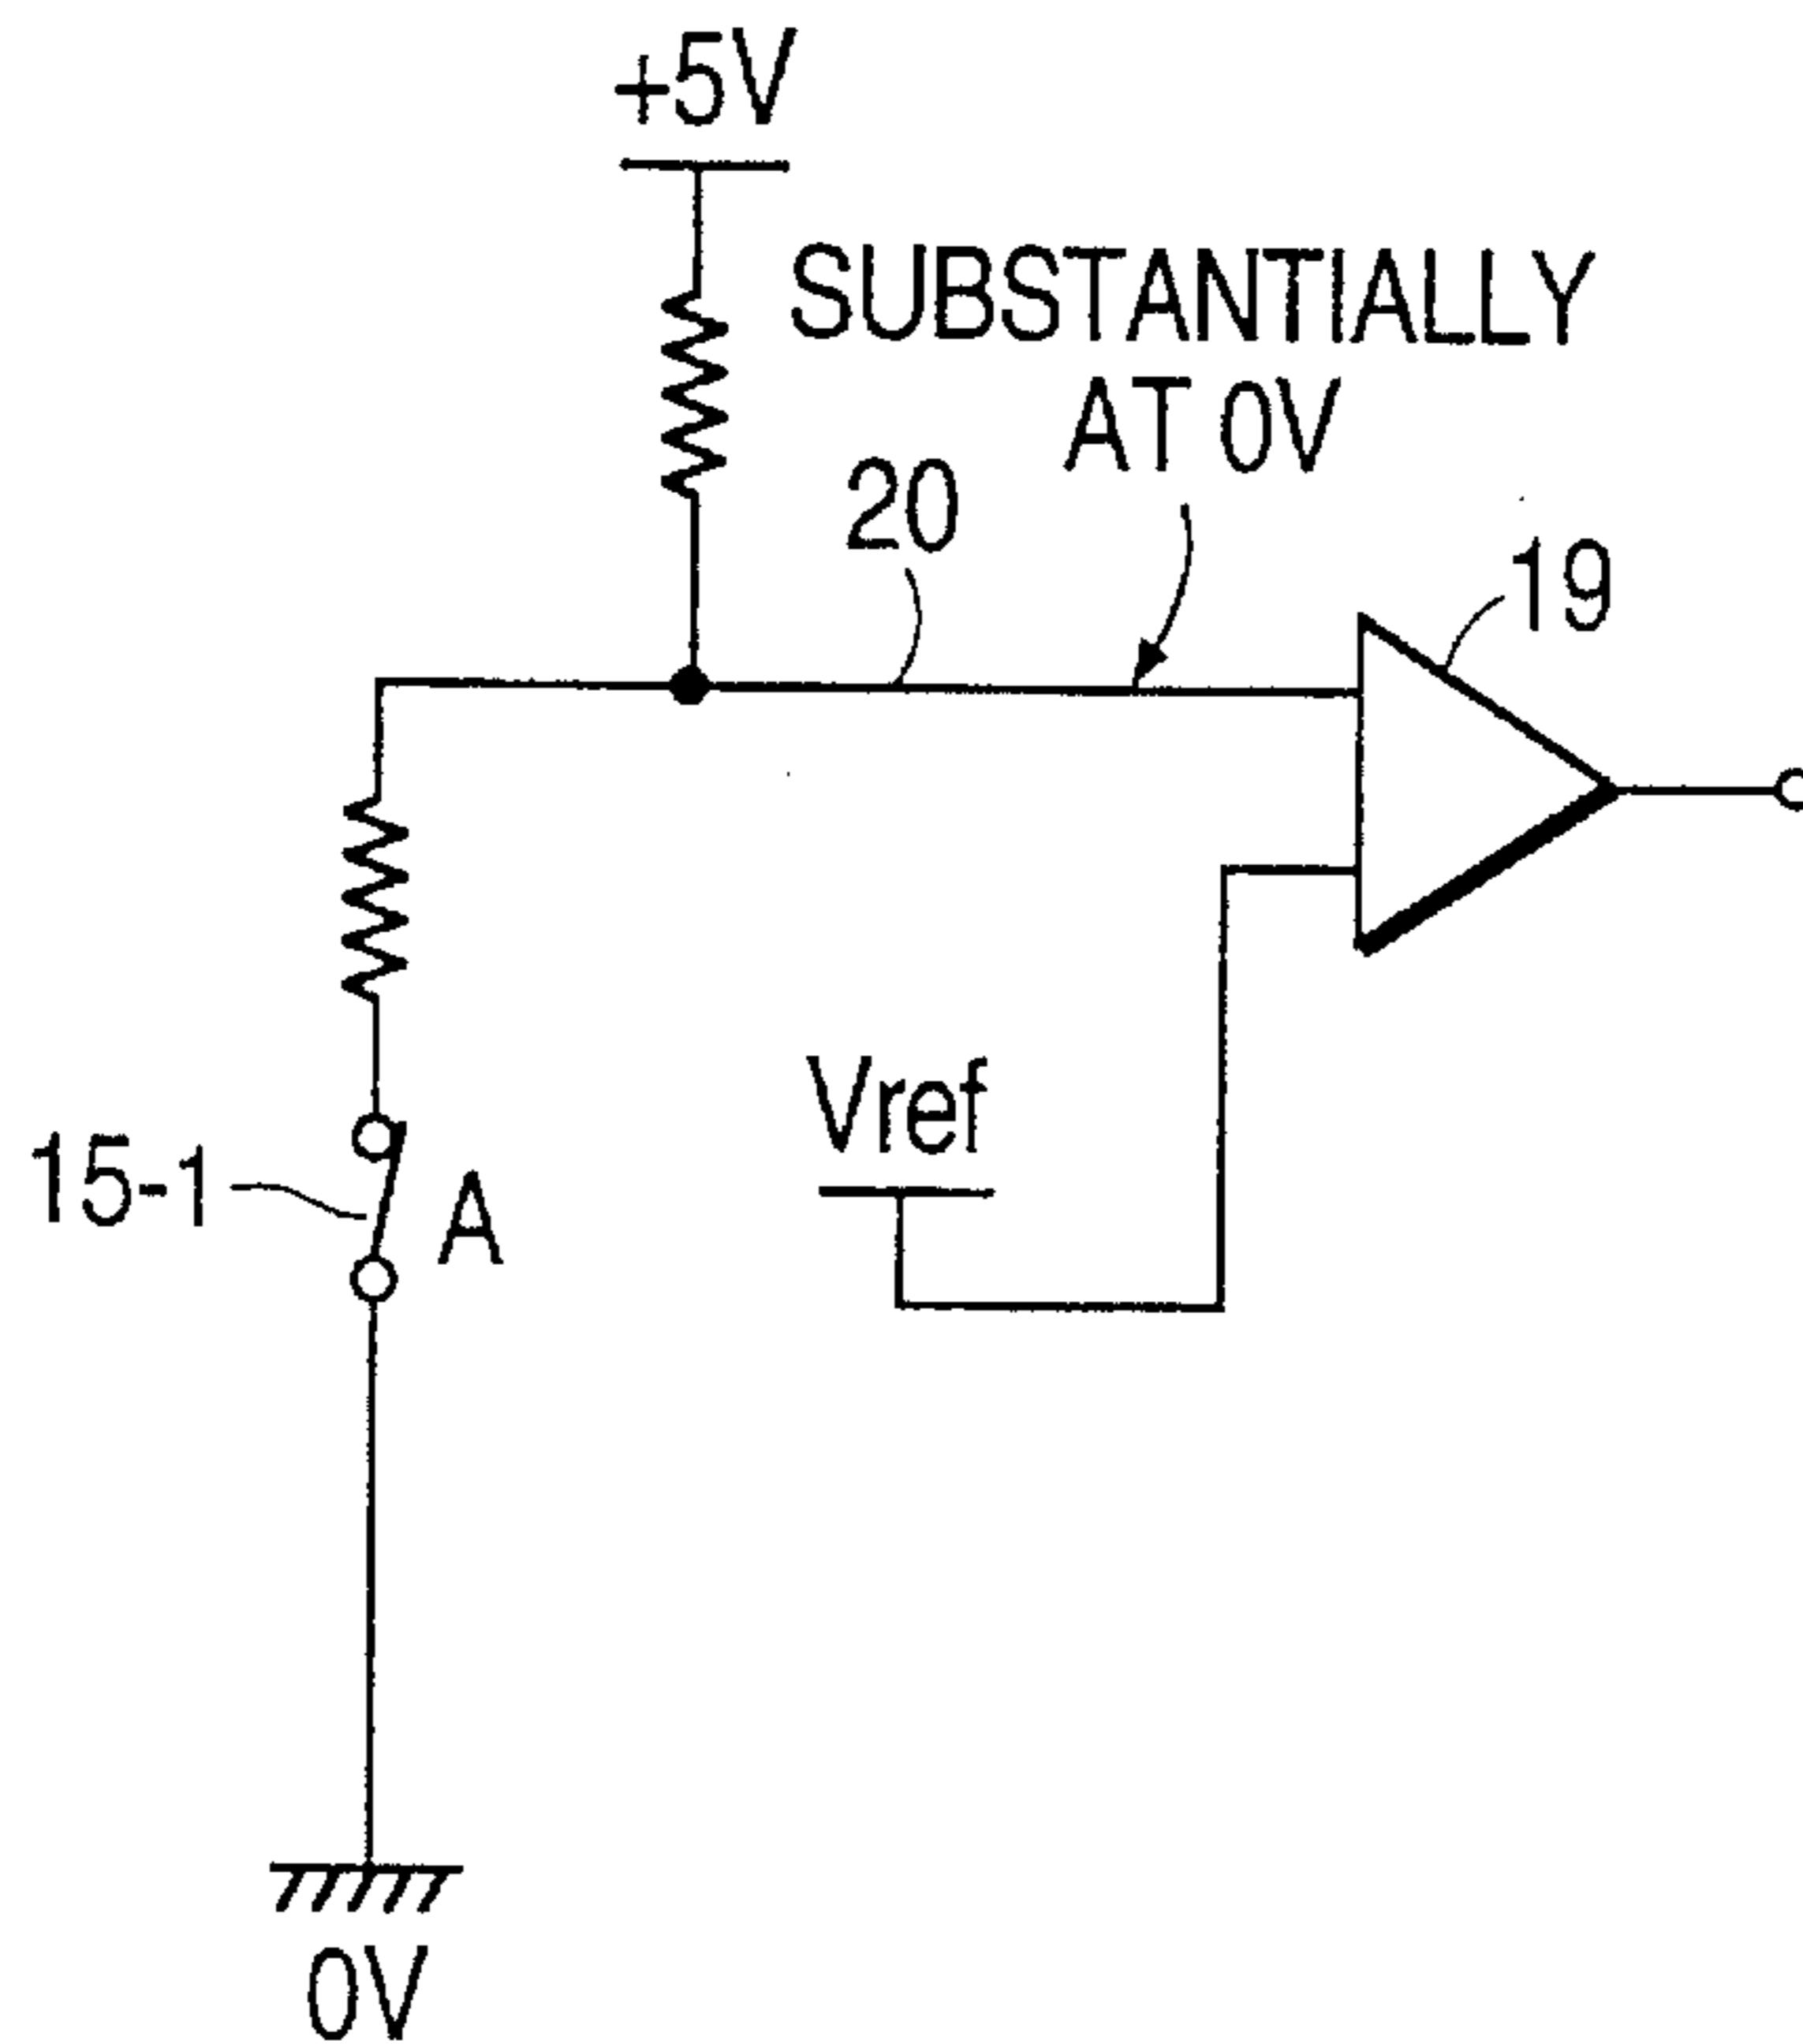 +5V
SUBSTANTIALLY
AT 0V
20
19
Vref
15-1
A
0V